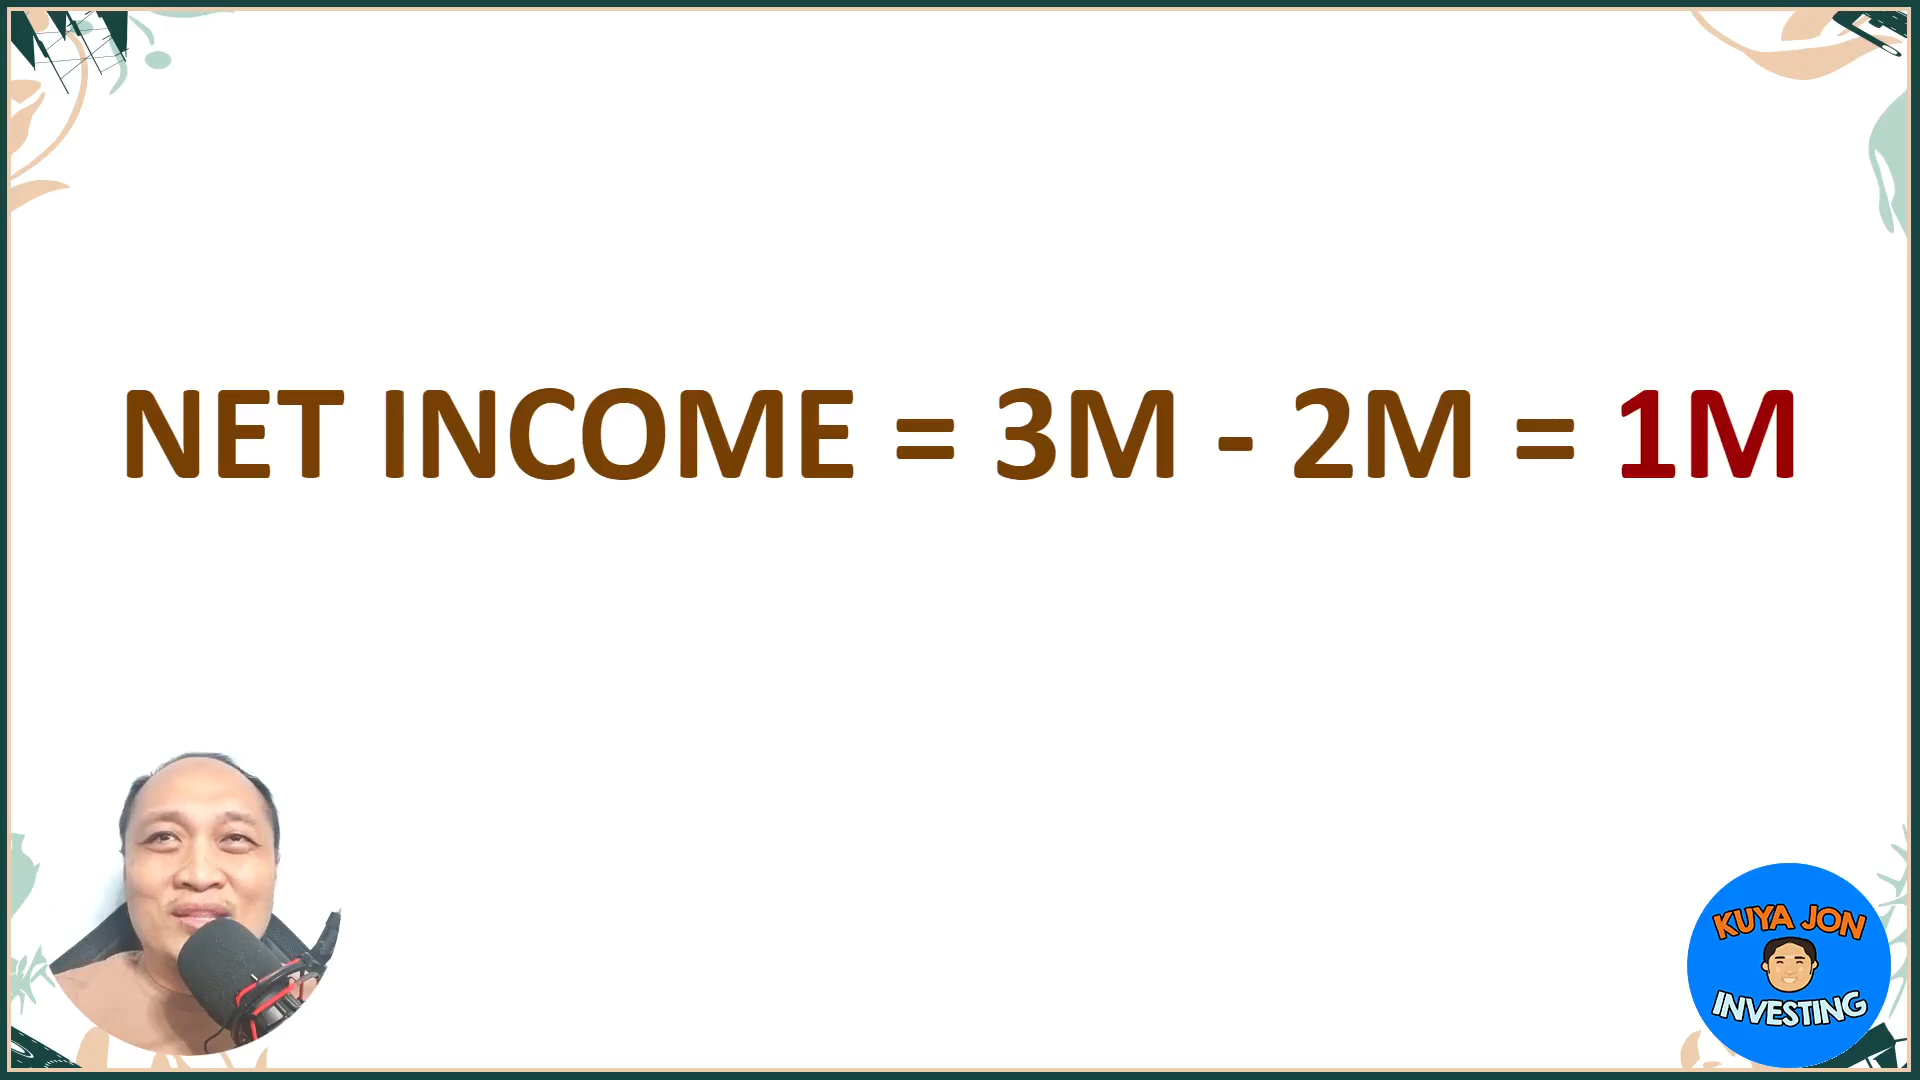 NET INCOME = 3M - 2M = 1M
KUYA JON
INVESTING